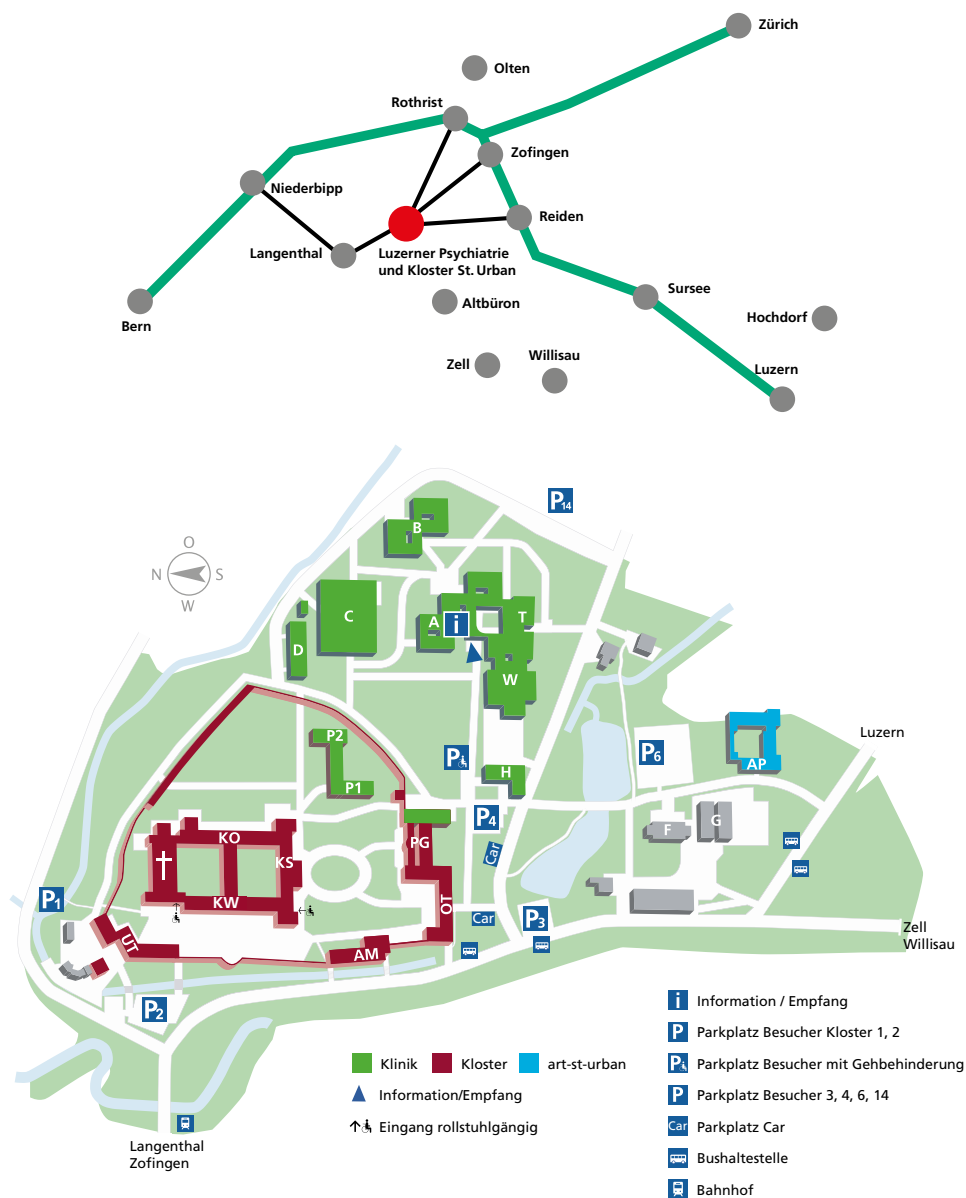 Zürich
Olten
Rothrist
Zofingen
Niederbipp
Reiden
Langenthal
Luzerner Psychiatrie
und Kloster St. Urban
Sursee
Altbüron
Hochdorf
Bern
Willisau
Zell
Luzern
P14
B
O
N S
W
C
A
i
T
D
W
P2
P6
Luzern
AP
P
H
P1
P4
F
G
KO
PG
Car
KS
P1
KW
OT
Car
P3
UT
AM
Zell
Willisau
P2
i Information / Empfang
P Parkplatz Besucher Kloster 1, 2
P Parkplatz Besucher mit Gehbehinderung
P Parkplatz Besucher 3, 4, 6, 14
Car Parkplatz Car
Bushaltestelle
Bahnhof
Klinik Kloster art-st-urban
Information/Empfang
Eingang rollstuhlgängig
Langenthal
Zofingen